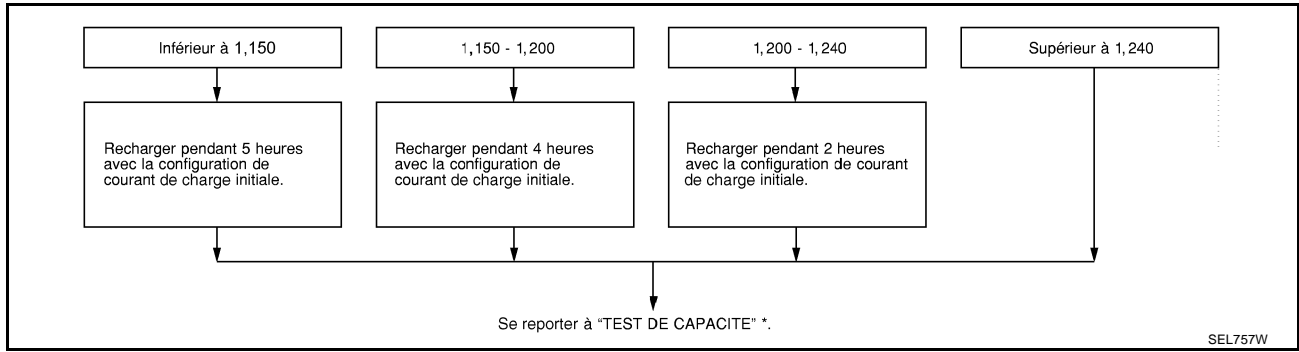 Inférieur à 1,150
1,150 - 1,200
1,200 - 1,240
Supérieur à 1,240
Recharger pendant 5 heures
avec la configuration de
courant de charge initiale.
Recharger pendant 4 heures
avec la configuration de
courant de charge initiale.
Recharger pendant 2 heures
avec la configuration de courant
de charge initiale.
Se reporter à “TEST DE CAPACITE” *.
SEL757W